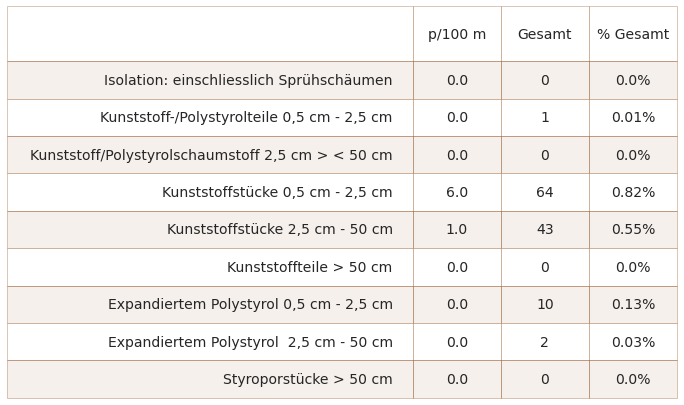 p/100 m Gesamt % Gesamt
Isolation: einschliesslich Sprühschäumen 0.0 0 0.0%
Kunststoff-/Polystyrolteile 0,5 cm - 2,5 cm 0.0 1 0.01%
Kunststoff/Polystyrolschaumstoff 2,5 cm > < 50 cm 0.0 0 0.0%
Kunststoffstücke 0,5 cm - 2,5 cm 6.0 64 0.82%
Kunststoffstücke 2,5 cm - 50 cm 1.0 43 0.55%
Kunststoffteile > 50 cm 0.0 0 0.0%
Expandiertem Polystyrol 0,5 cm - 2,5 cm 0.0 10 0.13%
Expandiertem Polystyrol  2,5 cm - 50 cm 0.0 2 0.03%
Styroporstücke > 50 cm 0.0 0 0.0%